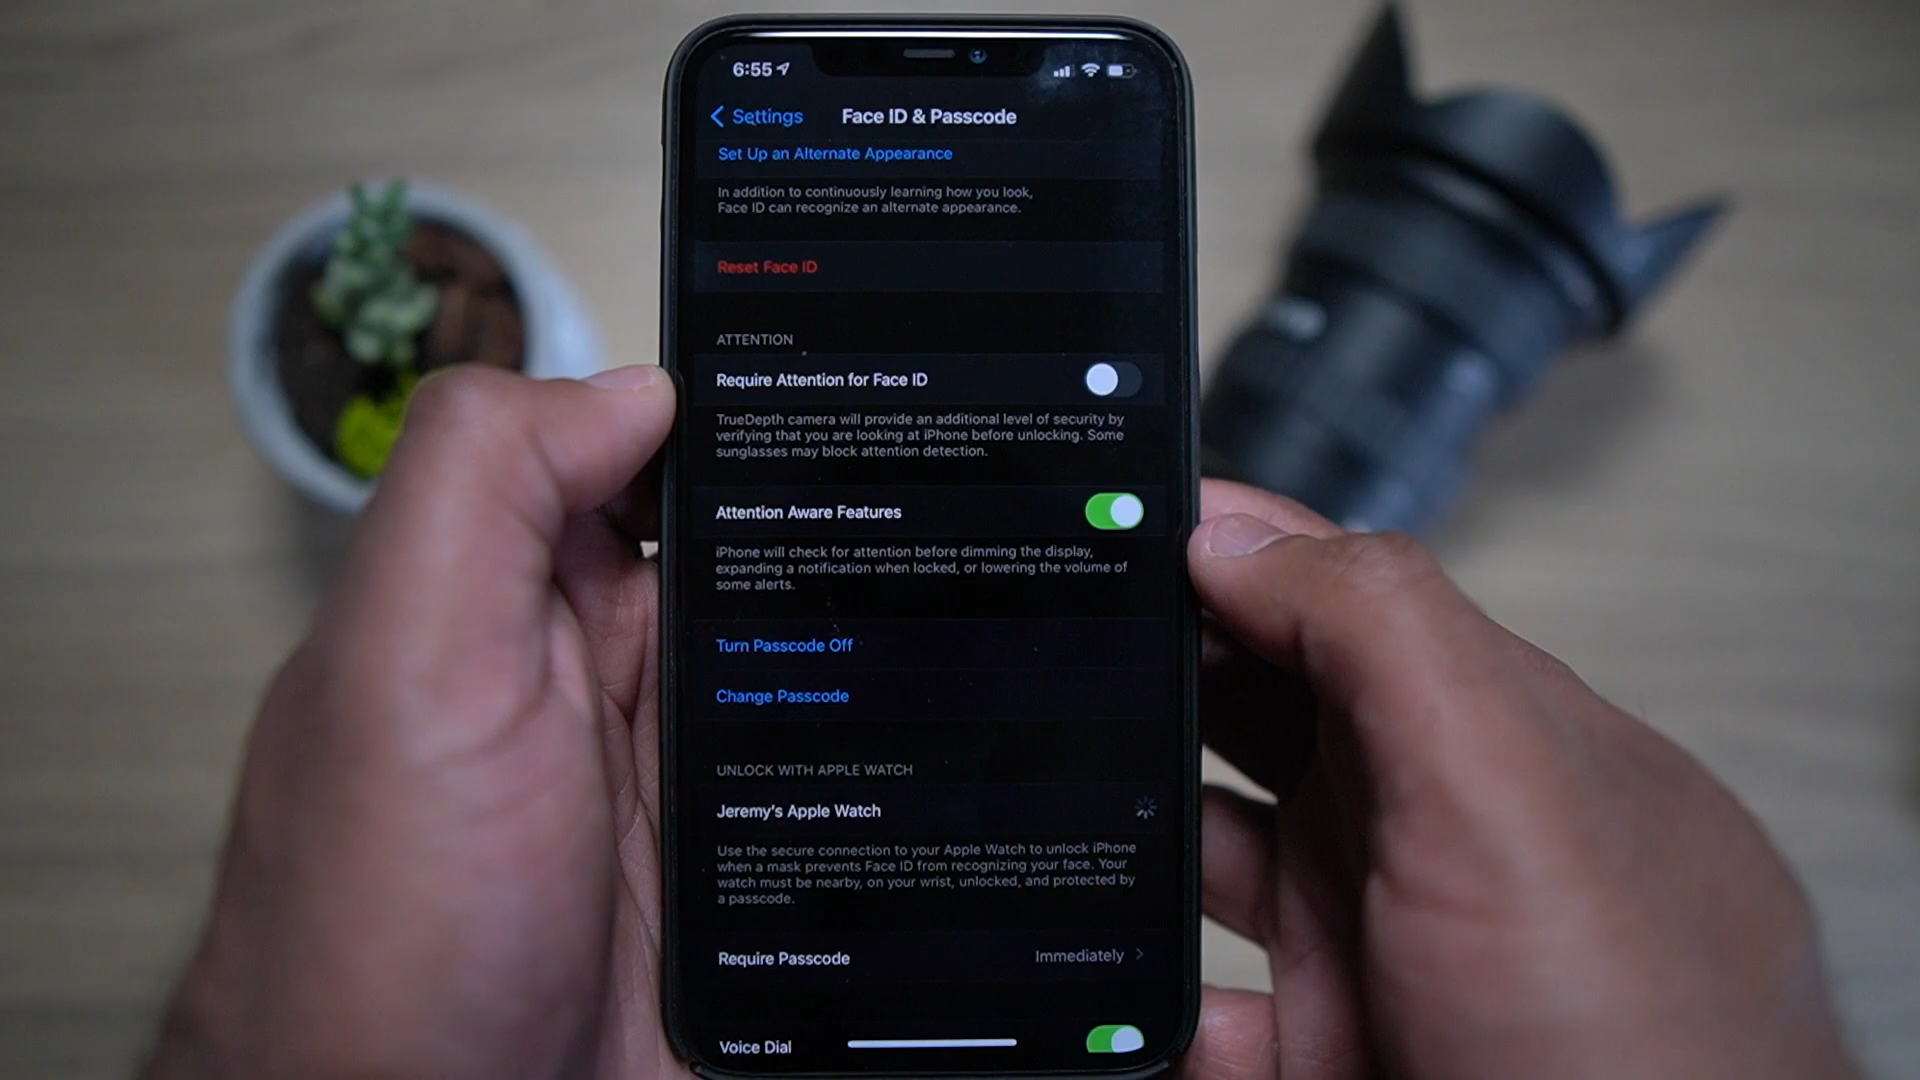 6:55
Settings
Face ID & Passcode
Set Up an Alternate Appearance
In addition to continuously learning how you look,
Face ID can recognize an alternate appearance.
Reset Face ID
ATTENTION
Require Attention for Face ID
TrueDepth camera will provide an additional level of security by
verifying that you are looking at iPhone before unlocking. Some
sunglasses may block attention detection.
Attention Aware Features
iPhone will check for attention before dimming the display,
expanding a notification when locked, or lowering the volume of
some alerts.
Turn Passcode Off
Change Passcode
UNLOCK WITH APPLE WATCH
Jeremy's Apple Watch
Use the secure connection to your Apple Watch to unlock iPhone
when a mask prevents Face ID from recognizing your face. Your
watch must be nearby, on your wrist, unlocked, and protected by
a passcode.
Require Passcode Immediately
Voice Dial